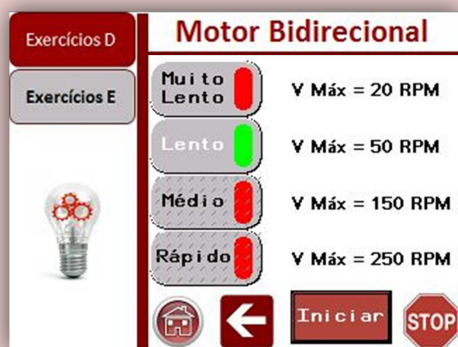 Exercícios D
Motor Bidirecional
Exercícios E
Muito
Lento
V Máx = 20 RPM
Lento
V Máx = 50 RPM
Médio
V Máx = 150 RPM
Rápido
V Máx = 250 RPM
Iniciar
STOP